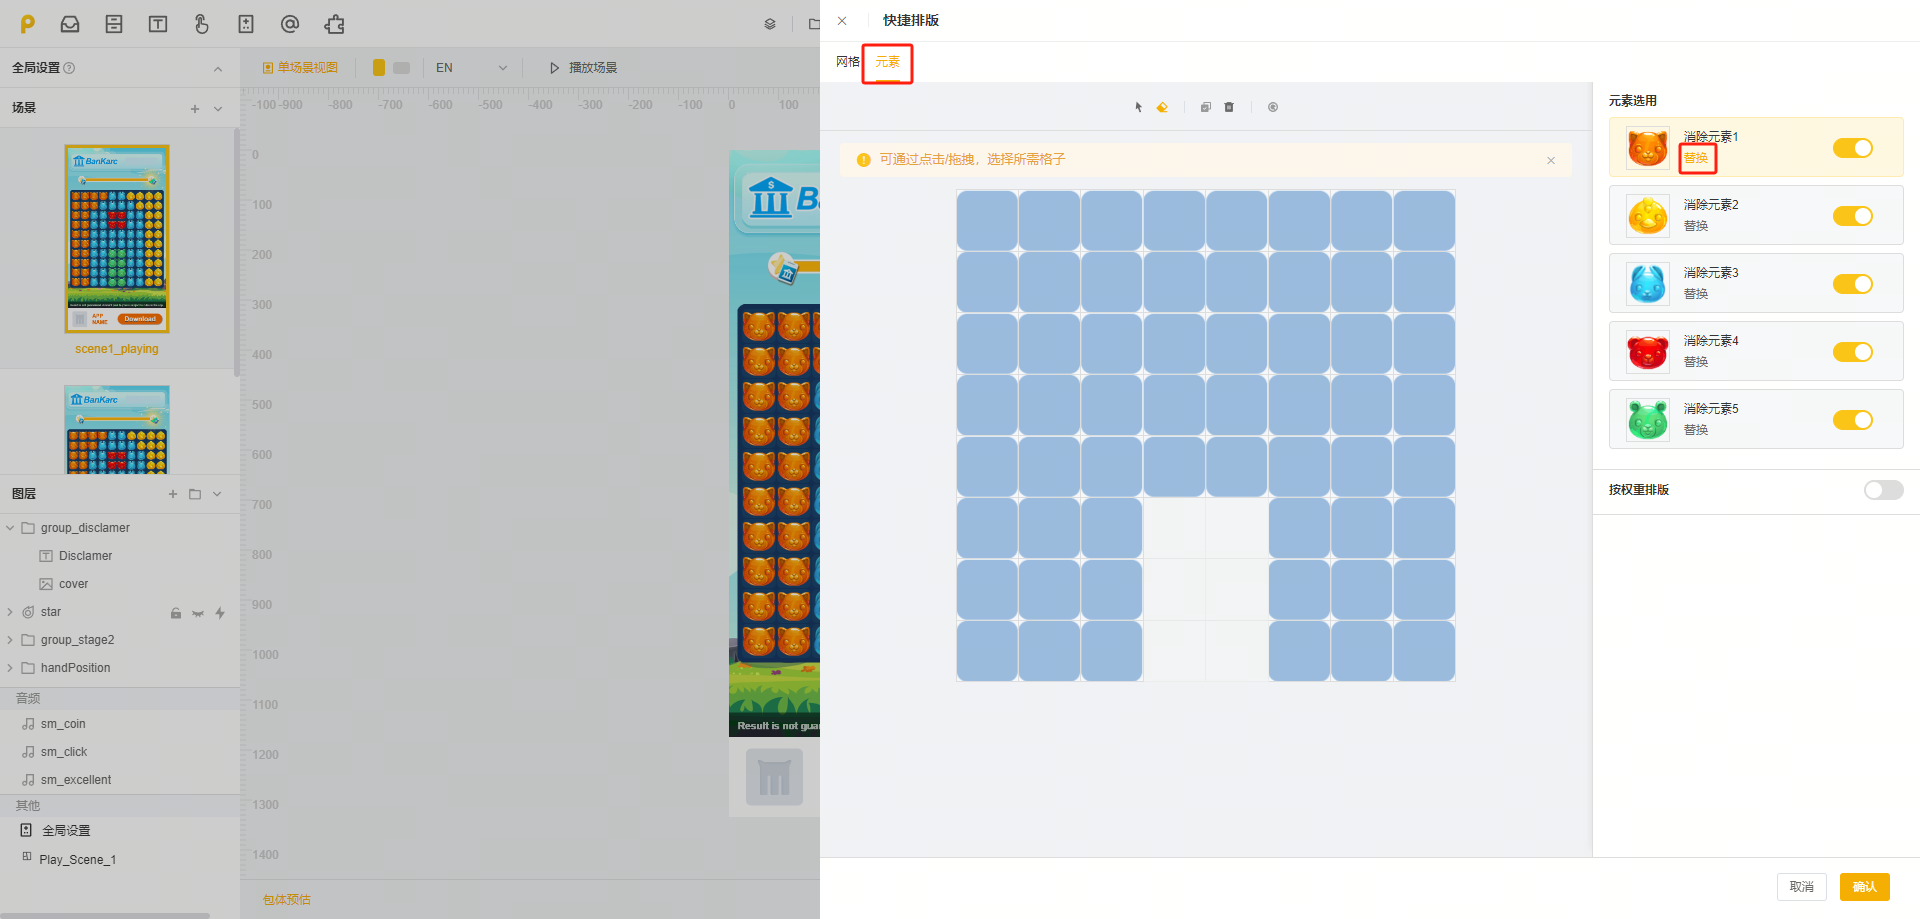 快捷排版
全局设置
单场景视图
EN
播放场景
网格
元素
场景
-100
-900
-800
-700
-600
-500
-400
-300
-200
-100
0
100
元素选用
可通过点击/拖拽，选择所需格子
消除元素1
替换
消除元素2
替换
消除元素3
替换
消除元素4
替换
消除元素5
替换
按权重排版
0
100
200
300
400
500
600
700
800
900
1000
1100
1200
1300
1400
BanKarc
APP
NAME
Download
scene1_playing
BanKarc
图层
group_disclamer
Disclamer
cover
star
group_stage2
handPosition
音频
sm_coin
sm_click
sm_excellent
其他
全局设置
Play_Scene_1
B
Result is not gua
包体预估
取消
确认